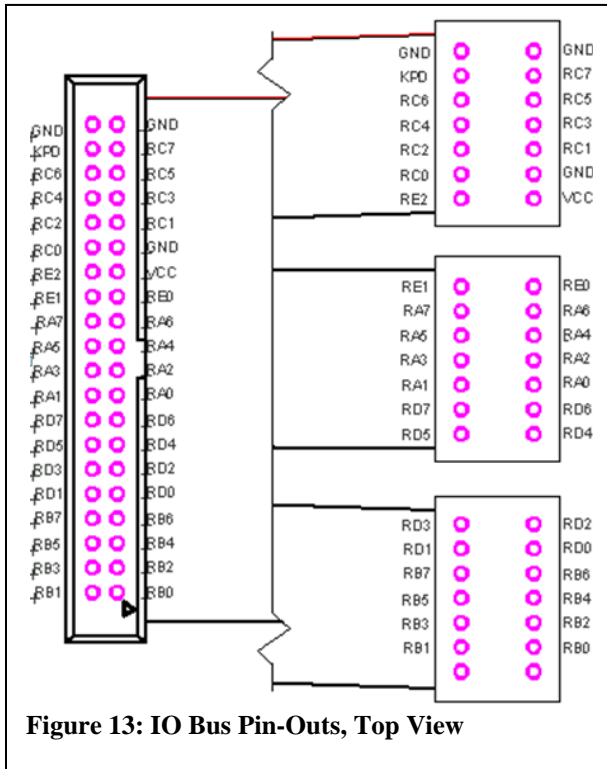 GND GND
KPD RC7
RC6 RC5
RC4 RC3
RC2 RC1
RC0 GND
RE2 VCC
RE1 RE0
RA7 RA6
RA5 RA4
RA3 RA2
RA1 RA0
RD7 RD6
RD5 RD4
RD3 RD2
RD1 RD0
RB7 RB6
RB5 RB4
RB3 RB2
RB1 RB0
GND GND
KPD RC7
RC6 RC5
RC4 RC3
RC2 RC1
RC0 GND
RE2 VCC
RE1 RE0
RA7 RA6
RA5 RA4
RA3 RA2
RA1 RA0
RD7 RD6
RD5 RD4
RD3 RD2
RD1 RD0
RB7 RB6
RB5 RB4
RB3 RB2
RB1 RB0
Figure 13: IO Bus Pin-Outs, Top View